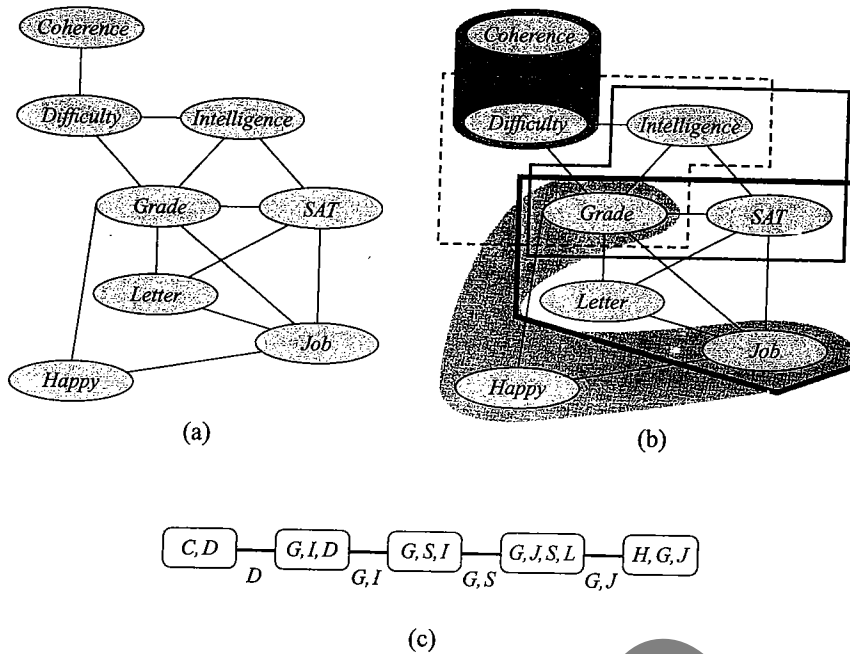 Coherence
Difficulty
Intelligence
Grade
SAT
Letter
Job
Happy
(a)
Coherence
Difficulty
Intelligence
Grade
SAT
Letter
Job
Happy
(b)
C, D
G, I, D
G, S, I
G, J, S, L
H, G, J
D
G, I
G, S
G, J
(c)